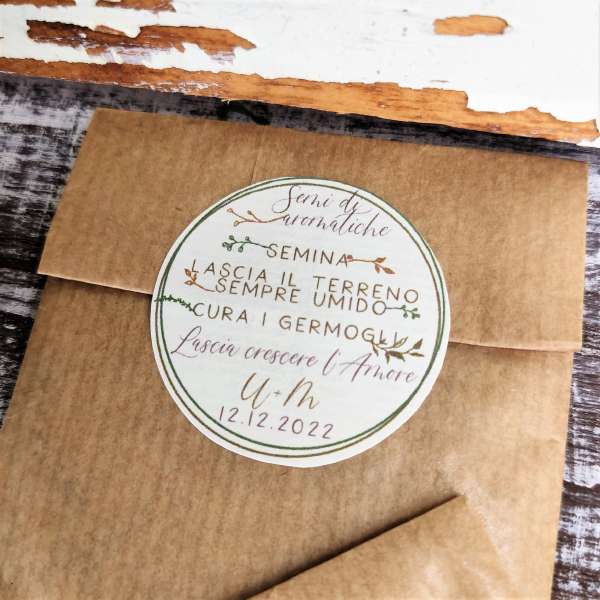 Semi di
aromatiche
SEMINA
LASCIA IL TERRENO
SEMPRE UMIDO
CURA I GERMOGLI
Lascia crescere l'Amore
U + M
12.12.2022